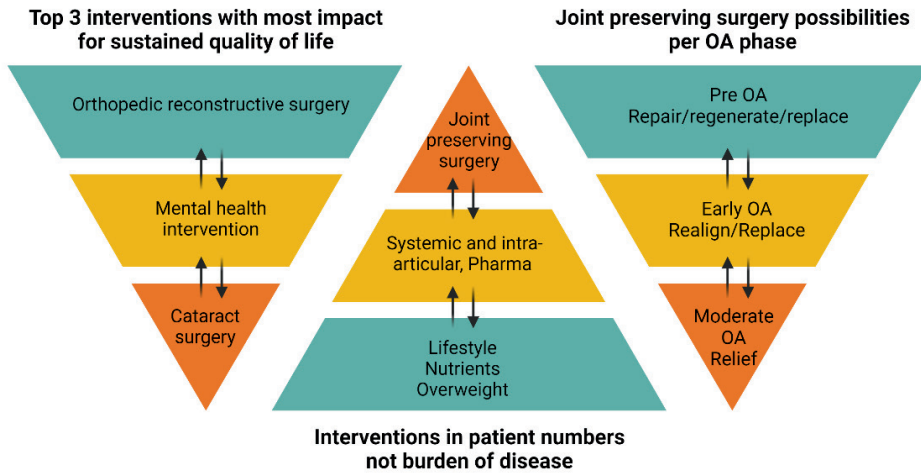 Top 3 interventions with most impact
for sustained quality of life
Orthopedic reconstructive surgery
Mental health
intervention
Cataract
surgery
Joint
preserving
surgery
Systemic and intra-
articular, Pharma
Lifestyle
Nutrients
Overweight
Interventions in patient numbers
not burden of disease
Joint preserving surgery possibilities
per OA phase
Pre OA
Repair/regenerate/replace
Early OA
Realign/Replace
Moderate
OA
Relief